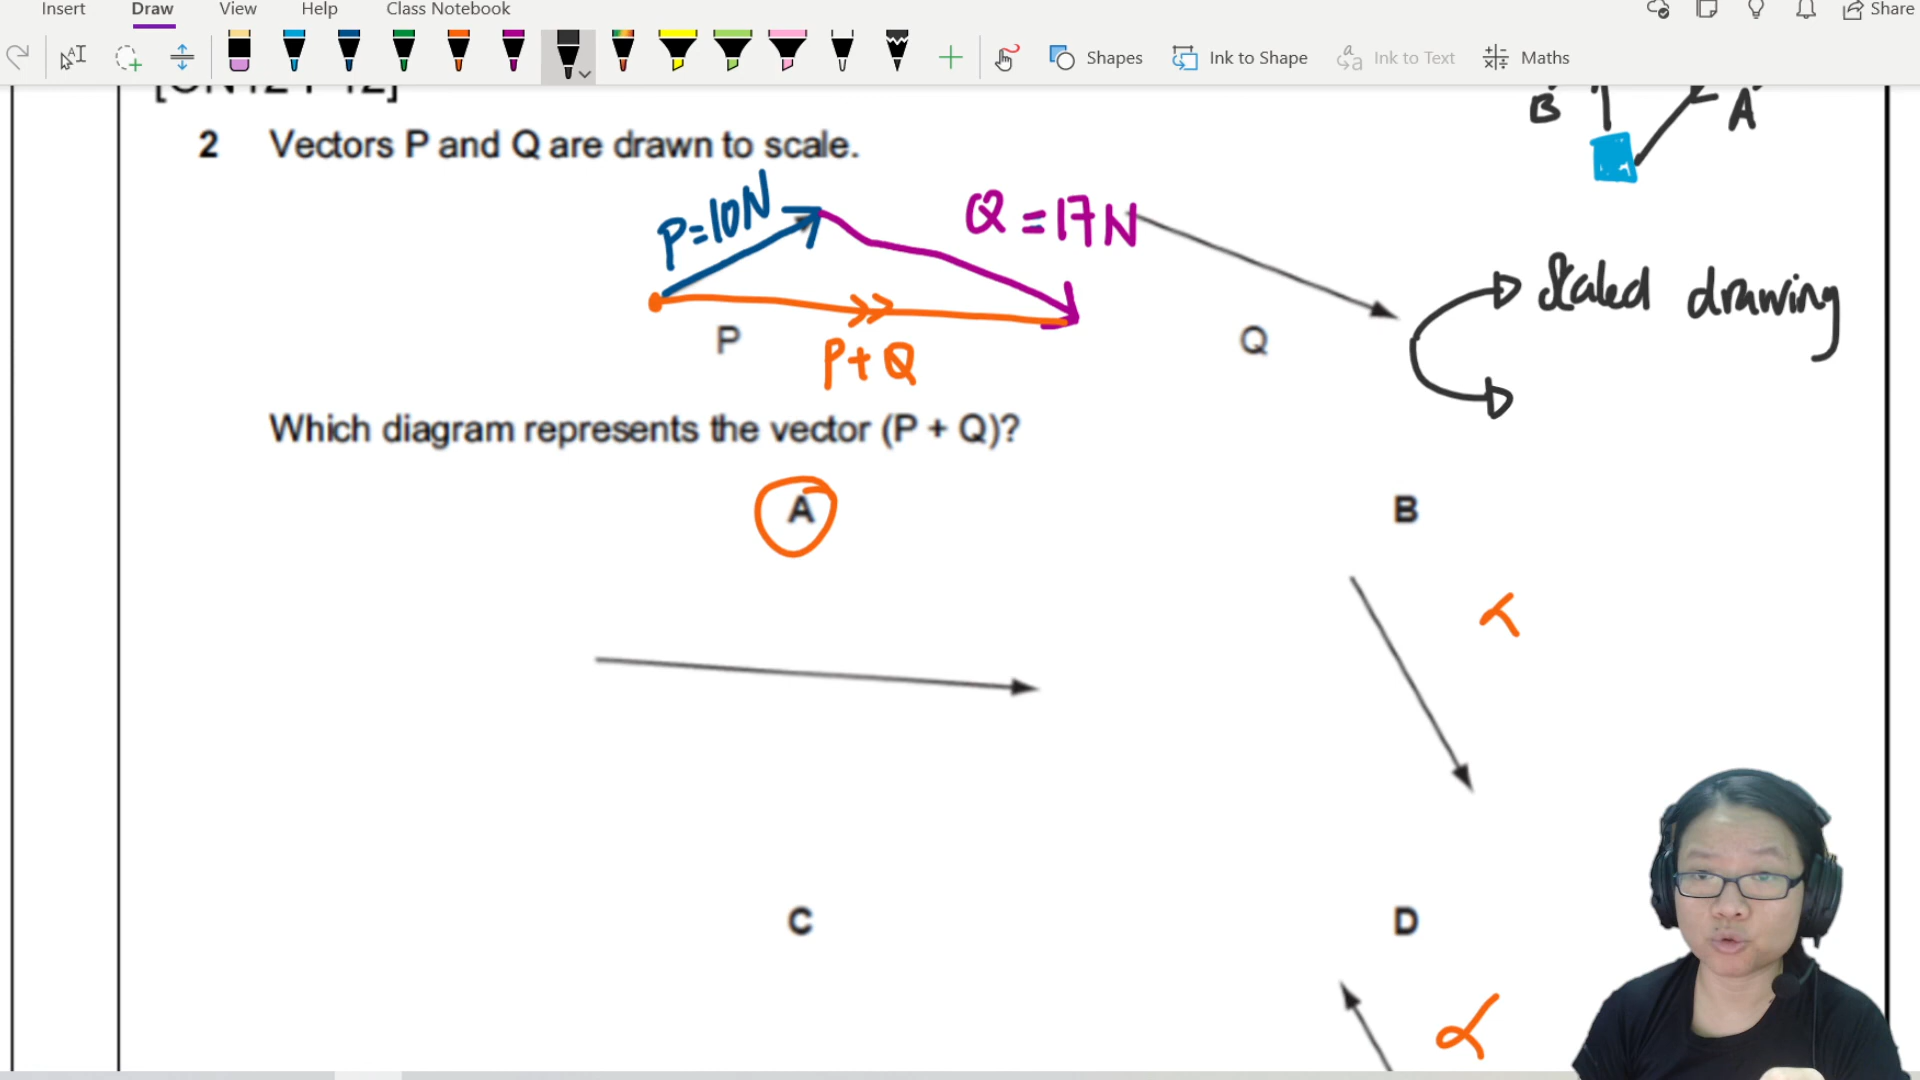 Insert Draw View Help Class Notebook Share
Shapes Ink to Shape Ink to Text Maths
B A
2 Vectors P and Q are drawn to scale.
P=10N Q=17N
Scaled drawing
P Q
P+Q
Which diagram represents the vector (P + Q)?
A B
C D